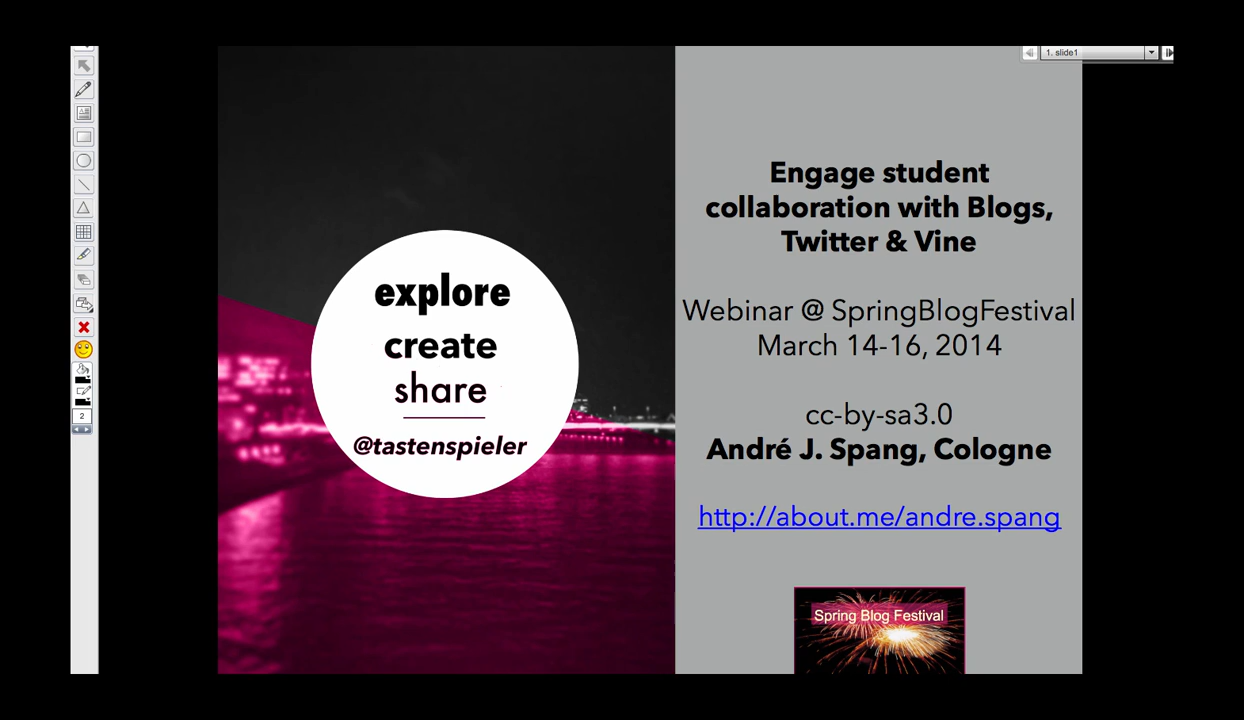 1. slide1
2
explore
create
share
@tastenspieler
Engage student
collaboration with Blogs,
Twitter & Vine
Webinar @ SpringBlogFestival
March 14-16, 2014
cc-by-sa3.0
André J. Spang, Cologne
http://about.me/andre.spang
Spring Blog Festival